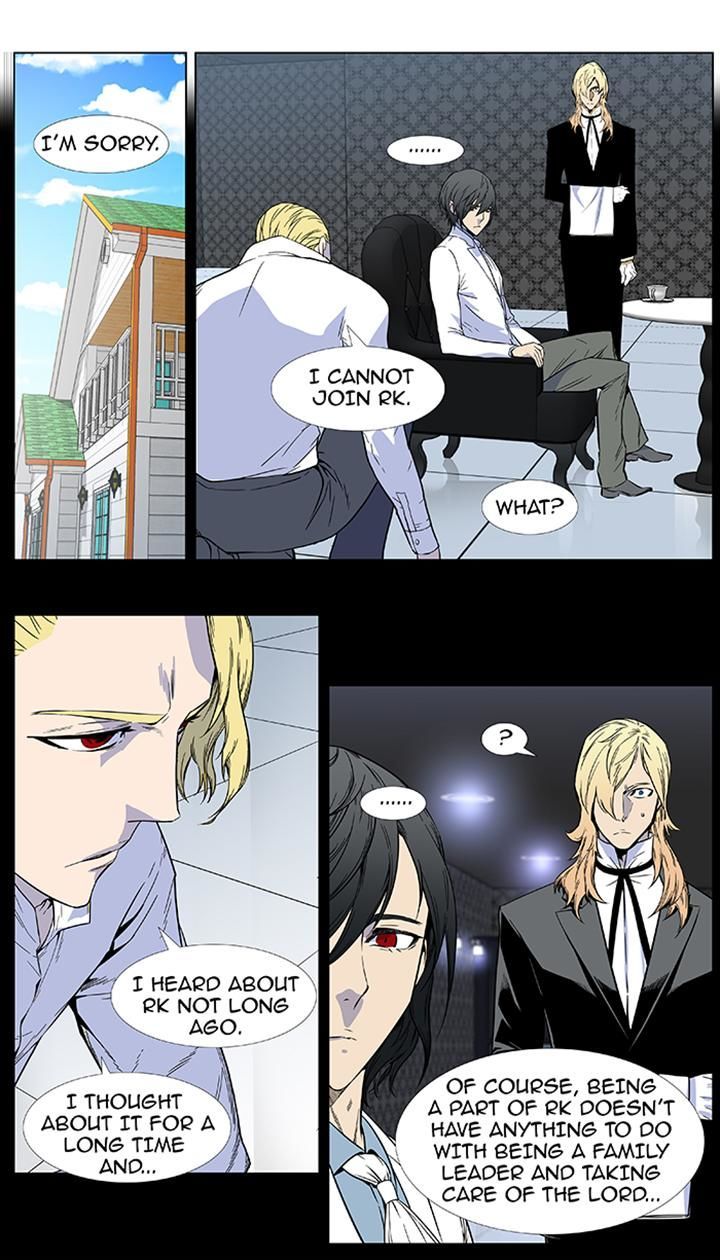 I'M SORRY.
......
I CANNOT
JOIN RK.
WHAT?
I HEARD ABOUT
RK NOT LONG
AGO.
I THOUGHT
ABOUT IT FOR A
LONG TIME
AND...
?
......
OF COURSE, BEING
A PART OF RK DOESN'T
HAVE ANYTHING TO DO
WITH BEING A FAMILY
LEADER AND TAKING
CARE OF THE LORD...